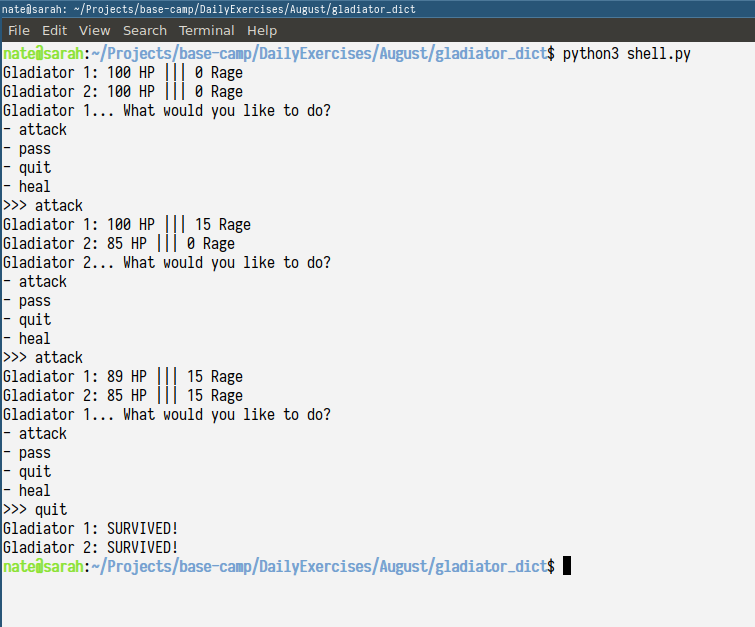 nate@sarah: ~/Projects/base-camp/DailyExercises/August/gladiator_dict
File Edit View Search Terminal Help
nate@sarah:~/Projects/base-camp/DailyExercises/August/gladiator_dict$ python3 shell.py
Gladiator 1: 100 HP ||| 0 Rage
Gladiator 2: 100 HP ||| 0 Rage
Gladiator 1... What would you like to do?
- attack
- pass
- quit
- heal
>>> attack
Gladiator 1: 100 HP ||| 15 Rage
Gladiator 2: 85 HP ||| 0 Rage
Gladiator 2... What would you like to do?
- attack
- pass
- quit
- heal
>>> attack
Gladiator 1: 89 HP ||| 15 Rage
Gladiator 2: 85 HP ||| 15 Rage
Gladiator 1... What would you like to do?
- attack
- pass
- quit
- heal
>>> quit
Gladiator 1: SURVIVED!
Gladiator 2: SURVIVED!
nate@sarah:~/Projects/base-camp/DailyExercises/August/gladiator_dict$